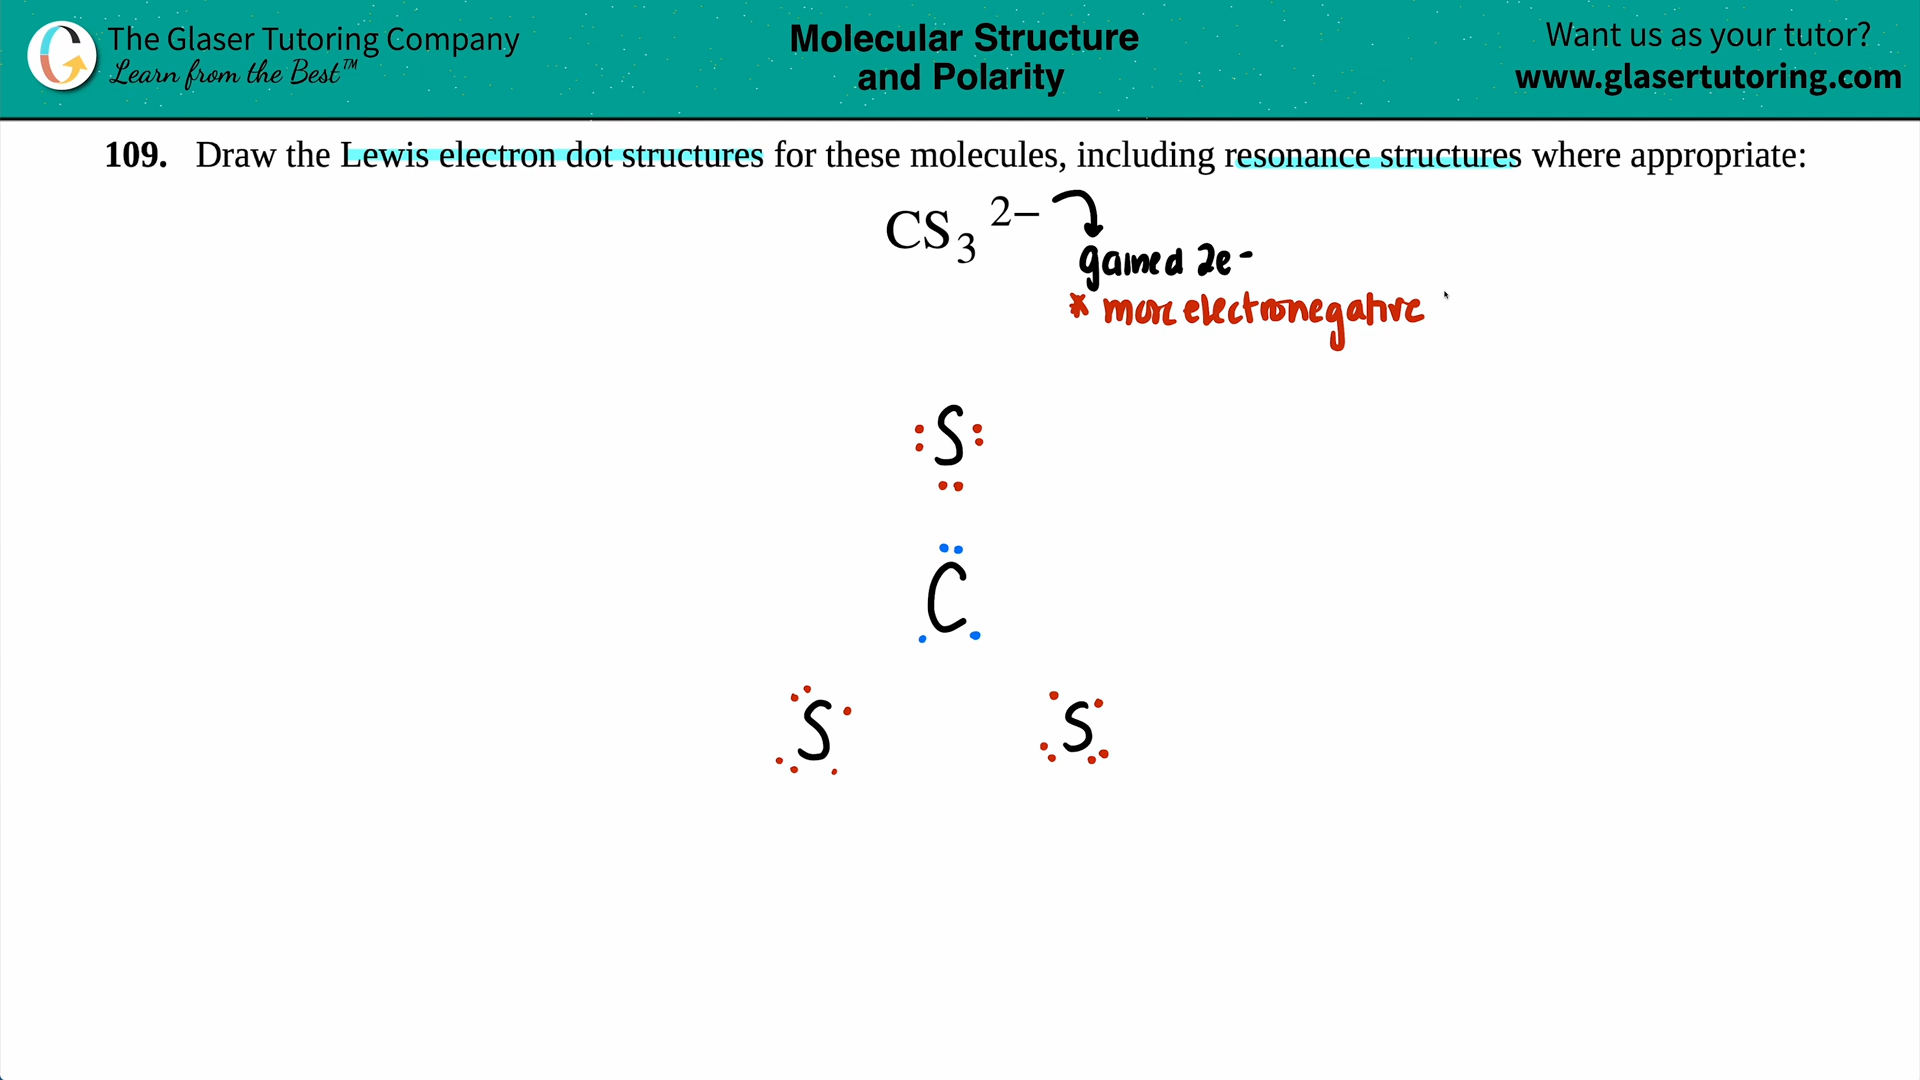 The Glaser Tutoring Company
Learn from the Best™
Molecular Structure
and Polarity
Want us as your tutor?
www.glasertutoring.com
109. Draw the Lewis electron dot structures for these molecules, including resonance structures where appropriate:
CS₃ ²⁻
gained 2e-
* more electronegative
S
C
S S